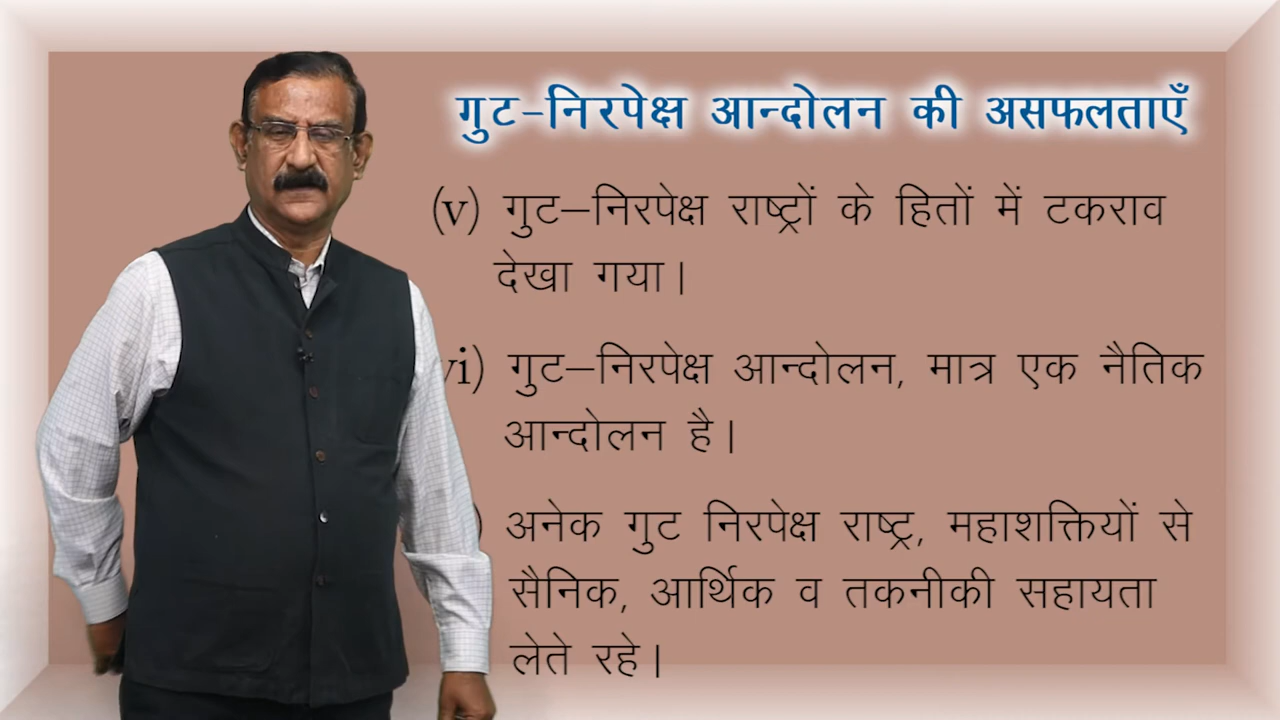 गुट-निरपेक्ष आन्दोलन की असफलताएँ
(v) गुट–निरपेक्ष राष्ट्रों के हितों में टकराव
देखा गया।
vi) गुट–निरपेक्ष आन्दोलन, मात्र एक नैतिक
आन्दोलन है।
) अनेक गुट निरपेक्ष राष्ट्र, महाशक्तियों से
सैनिक, आर्थिक व तकनीकी सहायता
लेते रहे।